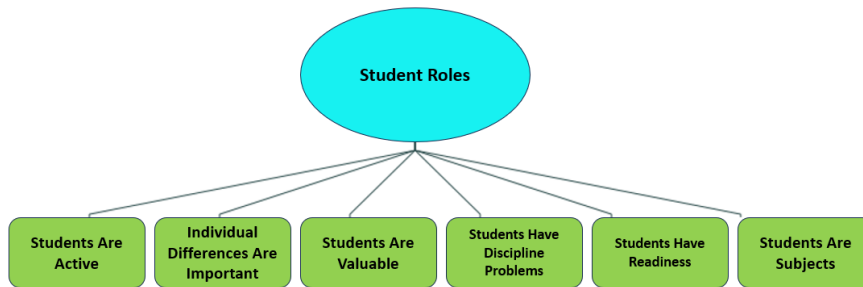 Student Roles
Students Are
Active
Individual
Differences Are
Important
Students Are
Valuable
Students Have
Discipline
Problems
Students Have
Readiness
Students Are
Subjects